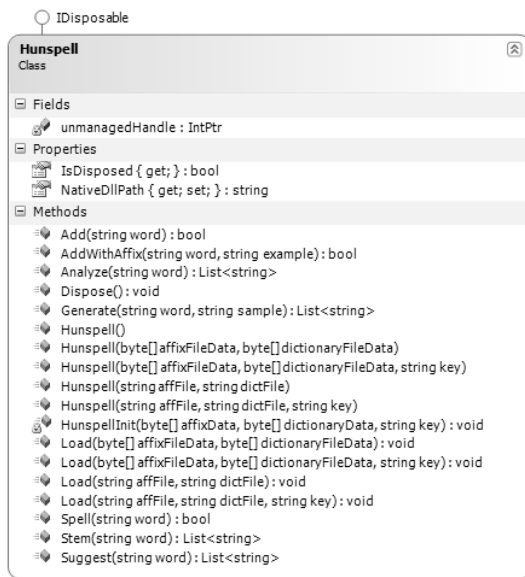 IDisposable
Hunspell
Class
Fields
unmanagedHandle : IntPtr
Properties
IsDisposed { get; } : bool
NativeDllPath { get; set; } : string
Methods
Add(string word) : bool
AddWithAffix(string word, string example) : bool
Analyze(string word) : List<string>
Dispose() : void
Generate(string word, string sample) : List<string>
Hunspell()
Hunspell(byte[] affixFileData, byte[] dictionaryFileData)
Hunspell(byte[] affixFileData, byte[] dictionaryFileData, string key)
Hunspell(string affFile, string dictFile)
Hunspell(string affFile, string dictFile, string key)
HunspellInit(byte[] affixData, byte[] dictionaryData, string key) : void
Load(byte[] affixFileData, byte[] dictionaryFileData) : void
Load(byte[] affixFileData, byte[] dictionaryFileData, string key) : void
Load(string affFile, string dictFile) : void
Load(string affFile, string dictFile, string key) : void
Spell(string word) : bool
Stem(string word) : List<string>
Suggest(string word) : List<string>